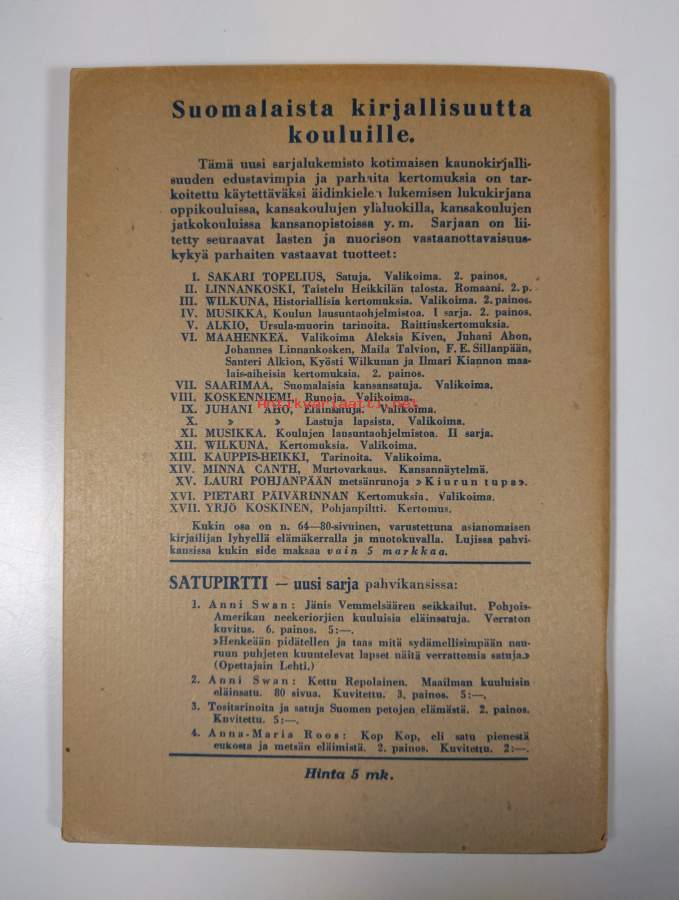 Suomalaista kirjallisuutta
kouluille.
Tämä uusi sarjalukemisto kotimaisen kaunokirjalli-
suuden edustavimpia ja parhaita kertomuksia on tar-
koitettu käytettäväksi äidinkielen lukemisen lukukirjana
oppikouluissa, kansakoulujen yläluokilla, kansakoulujen
jatkokouluissa kansanopistoissa y. m. Sarjaan on lii-
tetty seuraavat lasten ja nuorison vastaanottavaisuus-
kykyä parhaiten vastaavat tuotteet:
I. SAKARI TOPELIUS, Satuja. Valikoima. 2. painos.
II. LINNANKOSKI, Taistelu Heikkilän talosta. Romaani. 2. p.
III. WILKUNA, Historiallisia kertomuksia. Valikoima. 2. painos.
IV. MUSIKKA, Koulun lausuntaohjelmistoa. I sarja. 2. painos.
V. ALKIO, Ursula-muorin tarinoita. Raittiuskertomuksia.
VI. MAAHENKEÄ. Valikoima Aleksis Kiven, Juhani Ahon,
Johannes Linnankosken, Maila Talvion, F. E. Sillanpään,
Santeri Alkion, Kyösti Wilkunan ja Ilmari Kiannon maa-
lais-aiheisia kertomuksia. 2. painos.
VII. SAARIMAA, Suomalaisia kansansatuja. Valikoima.
VIII. KOSKENNIEMI, Runoja. Valikoima.
Antikvariaatti.net
IX. JUHANI AHO, Eläinsatuja. Valikoima.
X. » » Lastuja lapsista. Valikoima.
XI. MUSIKKA. Koulujen lausuntaohjelmistoa. II sarja.
XII. WILKUNA, Kertomuksia. Valikoima.
XIII. KAUPPIS-HEIKKI, Tarinoita. Valikoima.
XIV. MINNA CANTH, Murtovarkaus. Kansannäytelmä.
XV. LAURI POHJANPÄÄN metsänrunoja »Kiurun tupa».
XVI. PIETARI PÄIVÄRINNAN Kertomuksia. Valikoima.
XVII. YRJÖ KOSKINEN, Pohjanpiltti. Kertomus.
Kukin osa on n. 64—80-sivuinen, varustettuna asianomaisen
kirjailijan lyhyellä elämäkerralla ja muotokuvalla. Lujissa pahvi-
kansissa kukin side maksaa vain 5 markkaa.
SATUPIRTTI — uusi sarja pahvikansissa:
1. Anni Swan: Jänis Vemmelsäären seikkailut. Pohjois-
Amerikan neekeriorjien kuuluisia eläinsatuja. Verraton
kuvitus. 6. painos. 5:—.
»Henkeään pidätellen ja taas mitä sydämellisimpään nau-
ruun puhjeten kuuntelevat lapset näitä verrattomia satuja.»
(Opettajain Lehti.)
2. Anni Swan: Kettu Repolainen. Maailman kuuluisin
eläinsatu. 80 sivua. Kuvitettu. 3. painos. 5:—.
3. Tositarinoita ja satuja Suomen petojen elämästä. 2. painos.
Kuvitettu. 5:—.
4. Anna-Maria Roos: Kop Kop, eli satu pienestä
eukosta ja metsän eläimistä. 2. painos. Kuvitettu. 2:—.
Hinta 5 mk.